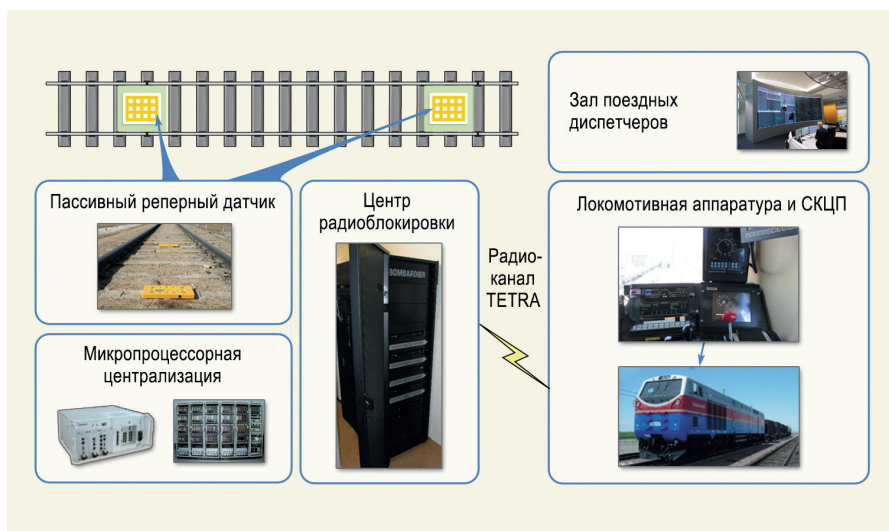 Зал поездных
диспетчеров
Пассивный реперный датчик
Центр
радиоблокировки
Локомотивная аппаратура и СКЦП
BOMBARDIER
Радио-
канал
TETRA
Микропроцессорная
централизация